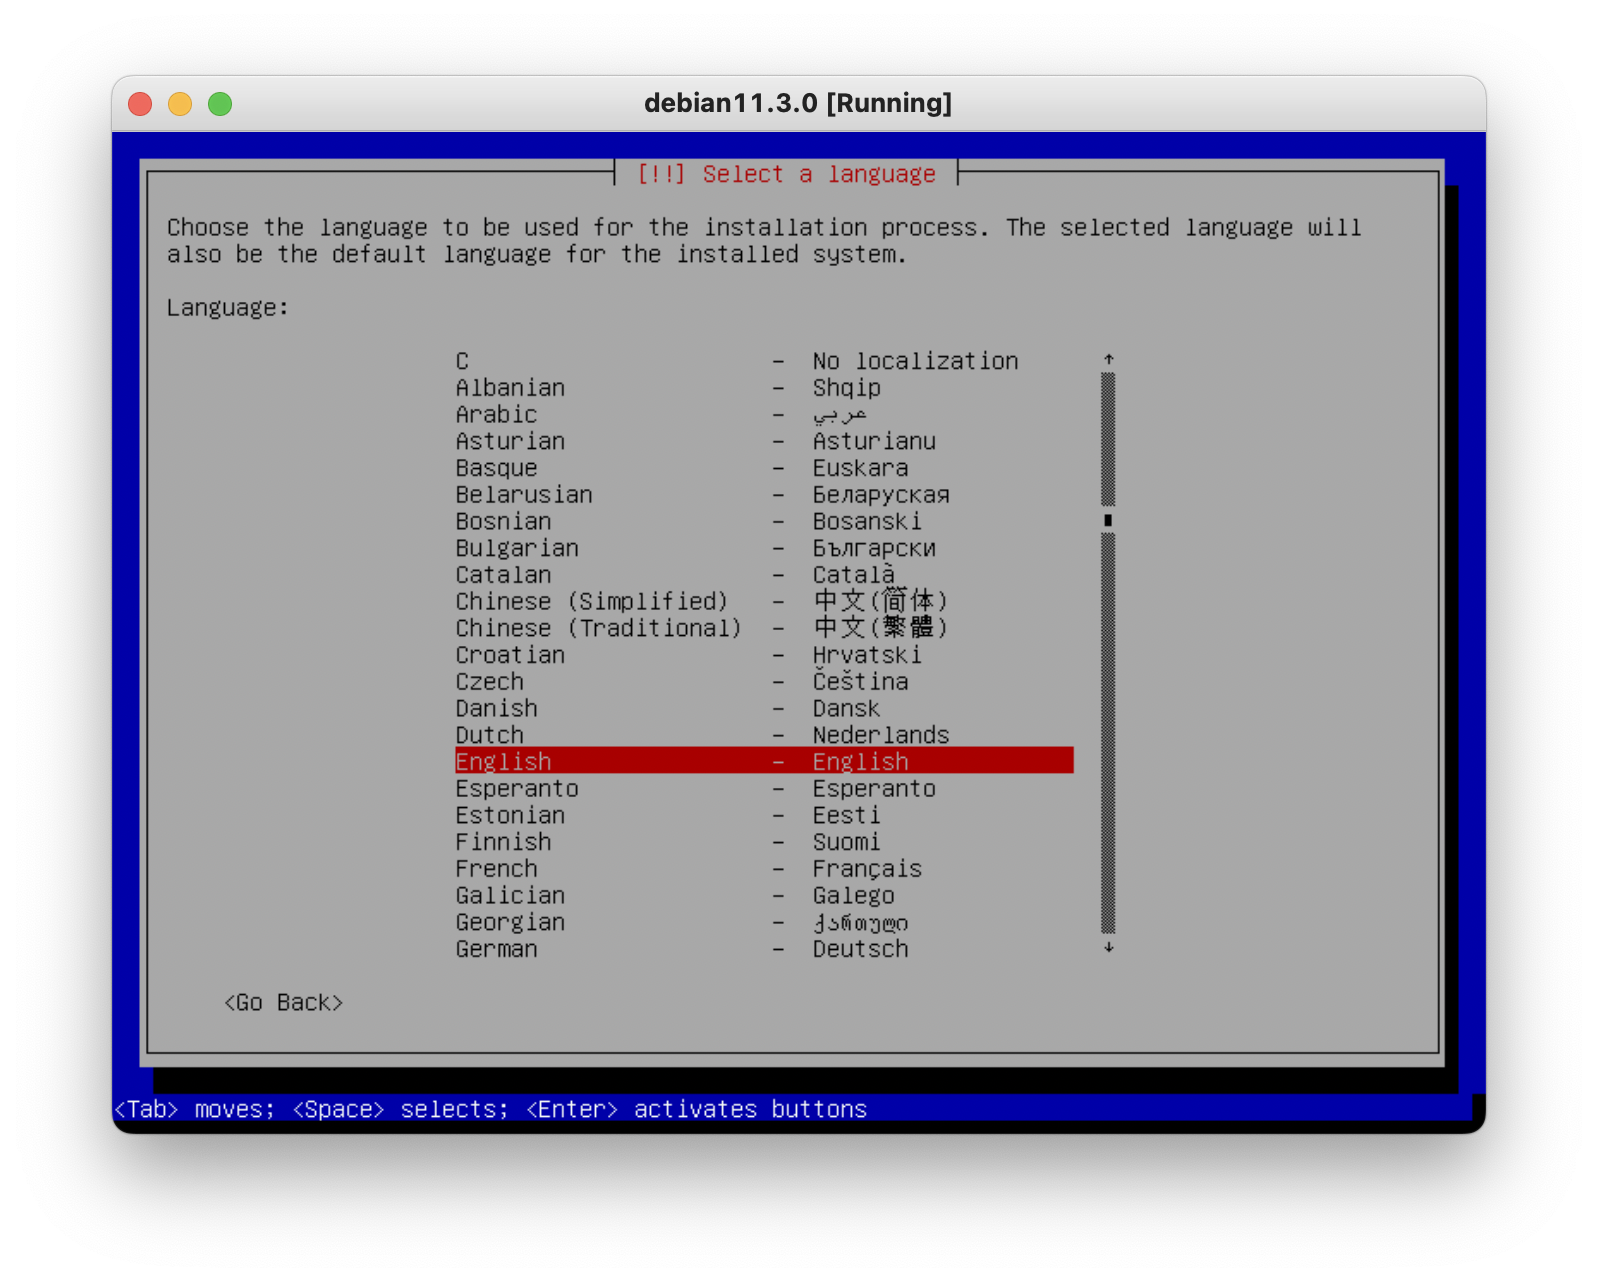 debian11.3.0 [Running]
[!!] Select a language
Choose the language to be used for the installation process. The selected language will
also be the default language for the installed system.
Language:
C - No localization
Albanian - Shqip
Arabic - عربي
Asturian - Asturianu
Basque - Euskara
Belarusian - Беларуская
Bosnian - Bosanski
Bulgarian - Български
Catalan - Català
Chinese (Simplified) - 中文(简体)
Chinese (Traditional) - 中文(繁體)
Croatian - Hrvatski
Czech - Čeština
Danish - Dansk
Dutch - Nederlands
English - English
Esperanto - Esperanto
Estonian - Eesti
Finnish - Suomi
French - Français
Galician - Galego
Georgian - ქართული
German - Deutsch
<Go Back>
<Tab> moves; <Space> selects; <Enter> activates buttons